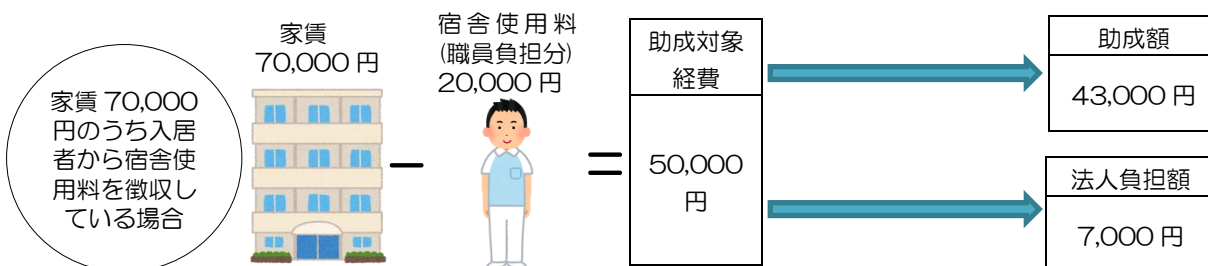 家賃 70,000
円のうち入居
者から宿舎使
用料を徴収し
ている場合
家賃
70,000 円
－
宿舎使用料
(職員負担分)
20,000 円
＝
助成対象
経費
50,000
円
助成額
43,000 円
法人負担額
7,000 円